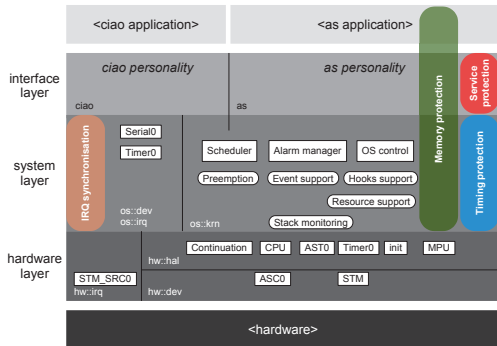 <ciao application>
<as application>
interface
layer
ciao personality
as personality
ciao
as
Memory protection
Service
protection
system
layer
IRQ synchronisation
Serial0
Timer0
os::dev
os::irq
Scheduler
Alarm manager
OS control
Preemption
Event support
Hooks support
Resource support
Stack monitoring
os::krn
Timing protection
hardware
layer
Continuation
CPU
AST0
Timer0
init
MPU
hw::hal
STM_SRC0
hw::irq
ASC0
STM
hw::dev
<hardware>